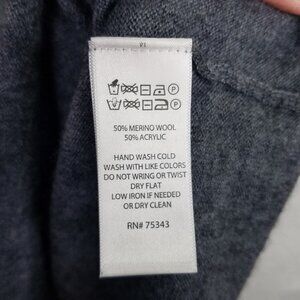 50% MERINO WOOL
50% ACRYLIC
HAND WASH COLD
WASH WITH LIKE COLORS
DO NOT WRING OR TWIST
DRY FLAT
LOW IRON IF NEEDED
OR DRY CLEAN
RN# 75343